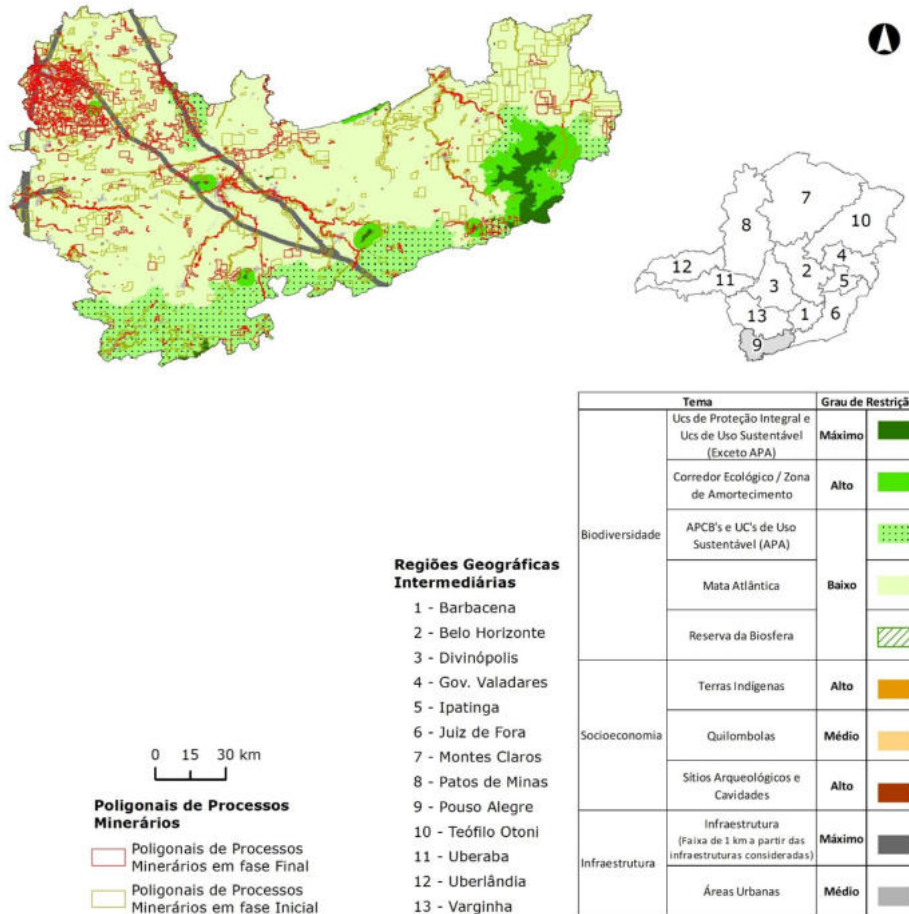 7
10
8
4
12
2
5
11
3
6
13
1
9
Tema
Grau de Restriçã
Biodiversidade
Ucs de Proteção Integral e
Ucs de Uso Sustentável
(Exceto APA)
Máximo
Corredor Ecológico / Zona
de Amortecimento
Alto
APCB's e UC's de Uso
Sustentável (APA)
Mata Atlântica
Baixo
Reserva da Biosfera
Socioeconomia
Terras Indígenas
Alto
Quilombolas
Médio
Sítios Arqueológicos e
Cavidades
Alto
Infraestrutura
Infraestrutura
(Faixa de 1 km a partir das
infraestruturas consideradas)
Máximo
Áreas Urbanas
Médio
Regiões Geográficas
Intermediárias
1 - Barbacena
2 - Belo Horizonte
3 - Divinópolis
4 - Gov. Valadares
5 - Ipatinga
6 - Juiz de Fora
7 - Montes Claros
8 - Patos de Minas
9 - Pouso Alegre
10 - Teófilo Otoni
11 - Uberaba
12 - Uberlândia
13 - Varginha
0 15 30 km
Poligonais de Processos
Minerários
Poligonais de Processos
Minerários em fase Final
Poligonais de Processos
Minerários em fase Inicial